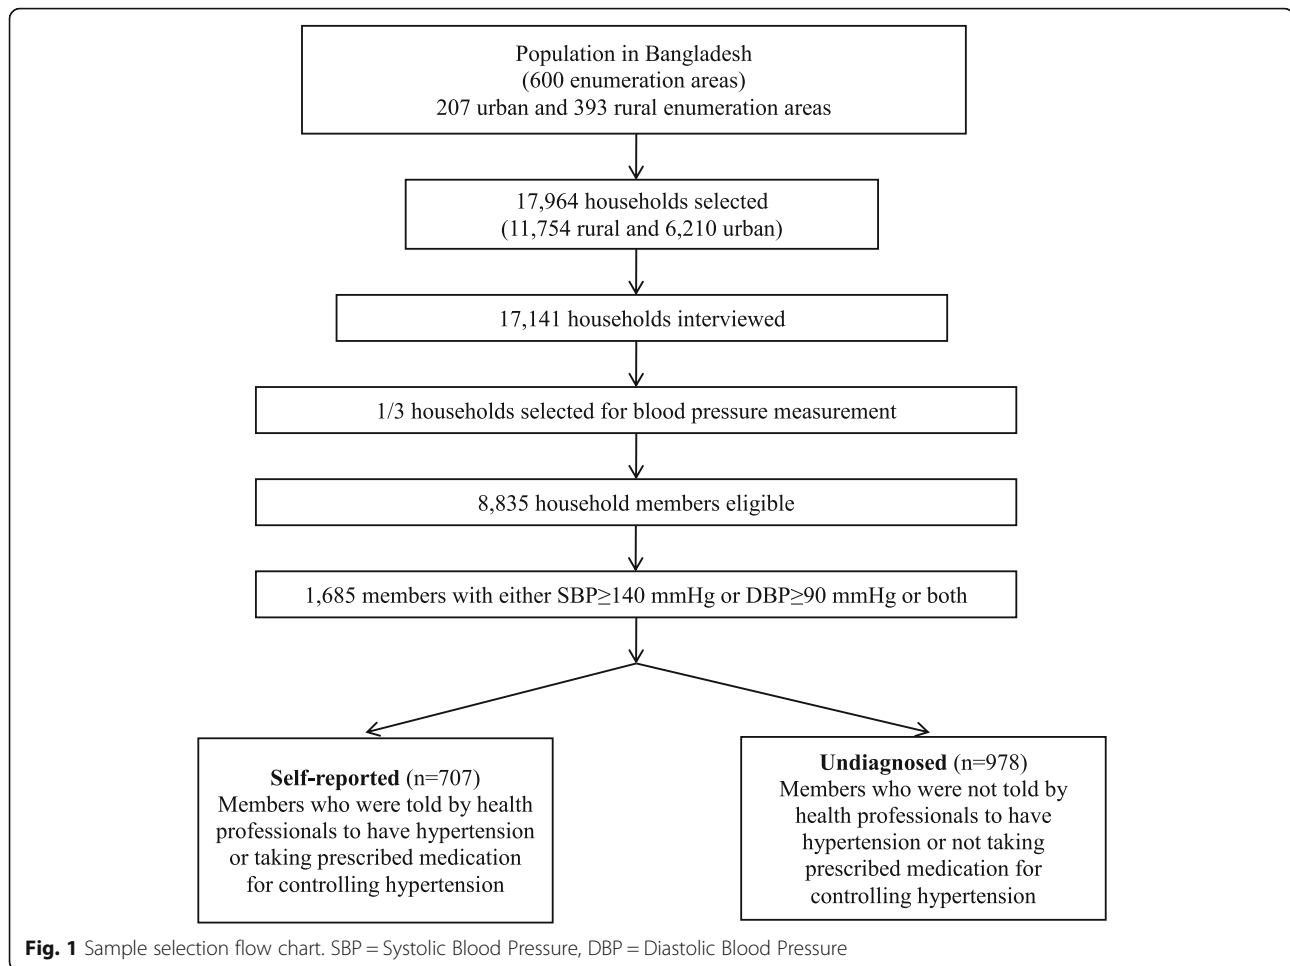 Population in Bangladesh
(600 enumeration areas)
207 urban and 393 rural enumeration areas
17,964 households selected
(11,754 rural and 6,210 urban)
17,141 households interviewed
1/3 households selected for blood pressure measurement
8,835 household members eligible
1,685 members with either SBP≥140 mmHg or DBP≥90 mmHg or both
Self-reported (n=707)
Members who were told by health
professionals to have hypertension
or taking prescribed medication
for controlling hypertension
Undiagnosed (n=978)
Members who were not told by
health professionals to have
hypertension or not taking
prescribed medication for
controlling hypertension
Fig. 1 Sample selection flow chart. SBP = Systolic Blood Pressure, DBP = Diastolic Blood Pressure